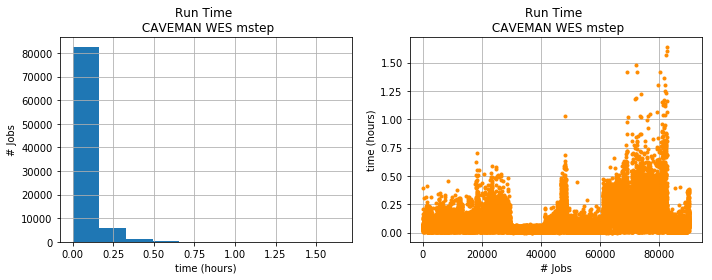 Run Time
CAVEMAN WES mstep
80000
70000
60000
50000
40000
30000
20000
10000
0
# Jobs
0.00 0.25 0.50 0.75 1.00 1.25 1.50
time (hours)
Run Time
CAVEMAN WES mstep
1.50
1.25
1.00
0.75
0.50
0.25
0.00
time (hours)
0 20000 40000 60000 80000
# Jobs